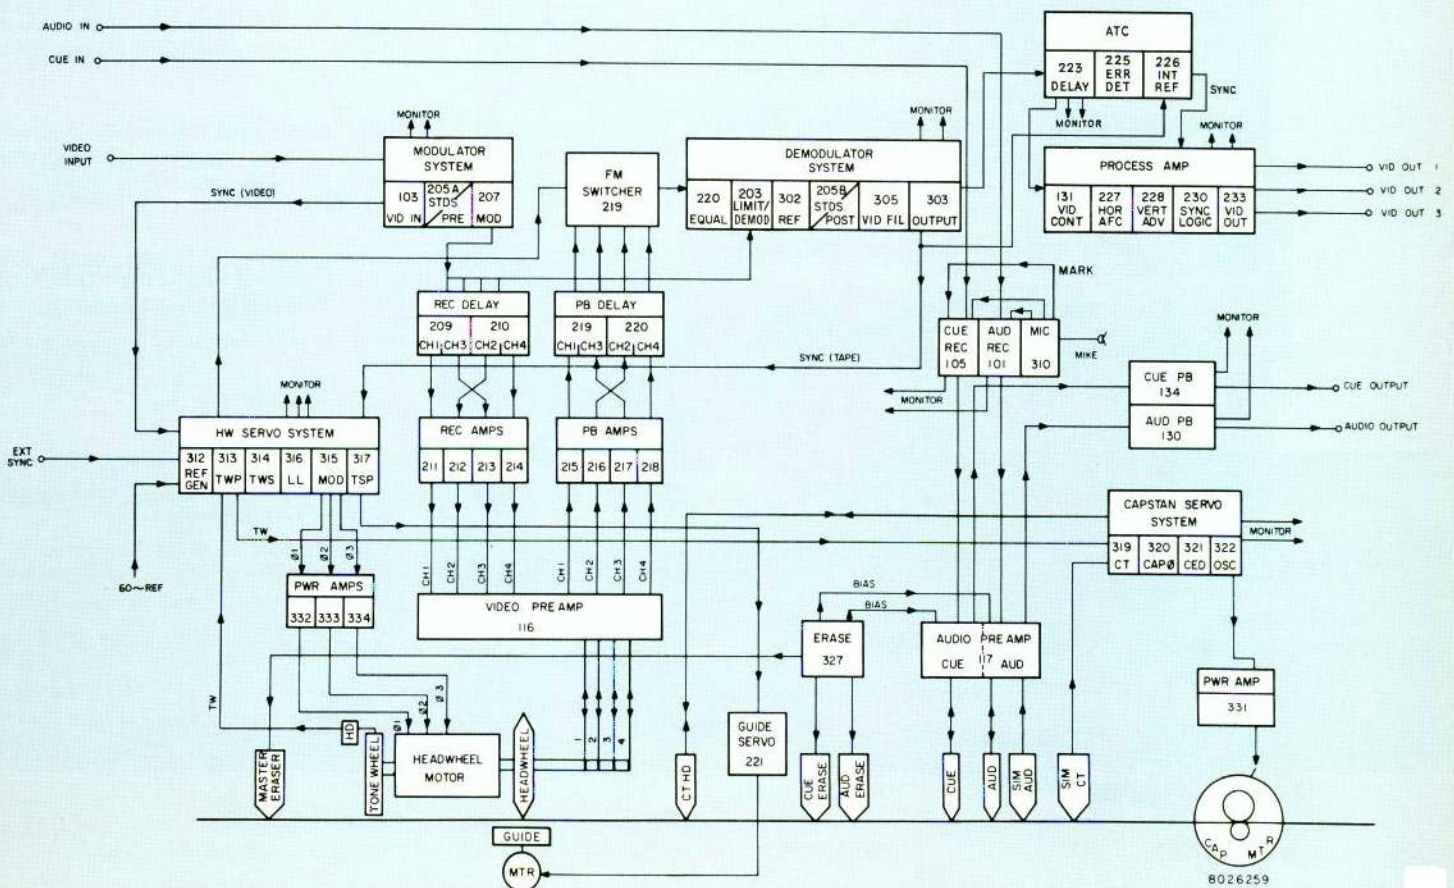 AUDIO IN
CUE IN
VIDEO
INPUT
MONITOR
MODULATOR
SYSTEM
103
VID IN
205A
STDS
PRE
207
MOD
SYNC (VIDEO)
FM
SWITCHER
219
MONITOR
DEMODULATOR
SYSTEM
220
EQUAL
203
LIMIT/
DEMOD
302
REF
205B
STDS
POST
305
VID FIL
303
OUTPUT
ATC
223
DELAY
225
ERR
DET
226
INT
REF
SYNC
MONITOR
MONITOR
PROCESS AMP
131
VID
CONT
227
HOR
AFC
228
VERT
ADV
230
SYNC
LOGIC
233
VID
OUT
VID OUT 1
VID OUT 2
VID OUT 3
REC DELAY
209
210
CH1 CH3 CH2 CH4
PB DELAY
219
220
CH1 CH3 CH2 CH4
SYNC (TAPE)
MARK
CUE
REC
105
AUD
REC
101
MIC
310
MIKE
MONITOR
MONITOR
CUE PB
134
AUD PB
130
CUE OUTPUT
AUDIO OUTPUT
MONITOR
HW SERVO SYSTEM
312
REF
GEN
313
TWP
314
TWS
316
LL
315
MOD
317
TSP
EXT
SYNC
60~REF
REC AMPS
211 212 213 214
PB AMPS
215 216 217 218
TW
Ø1
Ø2
Ø3
PWR AMPS
332 333 334
CH1
CH2
CH3
CH4
CH1
CH2
CH3
CH4
VIDEO PREAMP
116
CAPSTAN SERVO
SYSTEM
319
CT
320
CAPØ
321
CED
322
OSC
MONITOR
BIAS
BIAS
ERASE
327
AUDIO PREAMP
117
CUE
AUD
PWR AMP
331
TW
HD
Ø1
Ø2
Ø3
1
2
3
4
MASTER
ERASER
TONE WHEEL
HEADWHEEL
MOTOR
HEADWHEEL
CT HD
GUIDE
SERVO
221
CUE
ERASE
AUD
ERASE
CUE
AUD
SIM
AUD
SIM
CT
GUIDE
MTR
CAP MTR
8026259